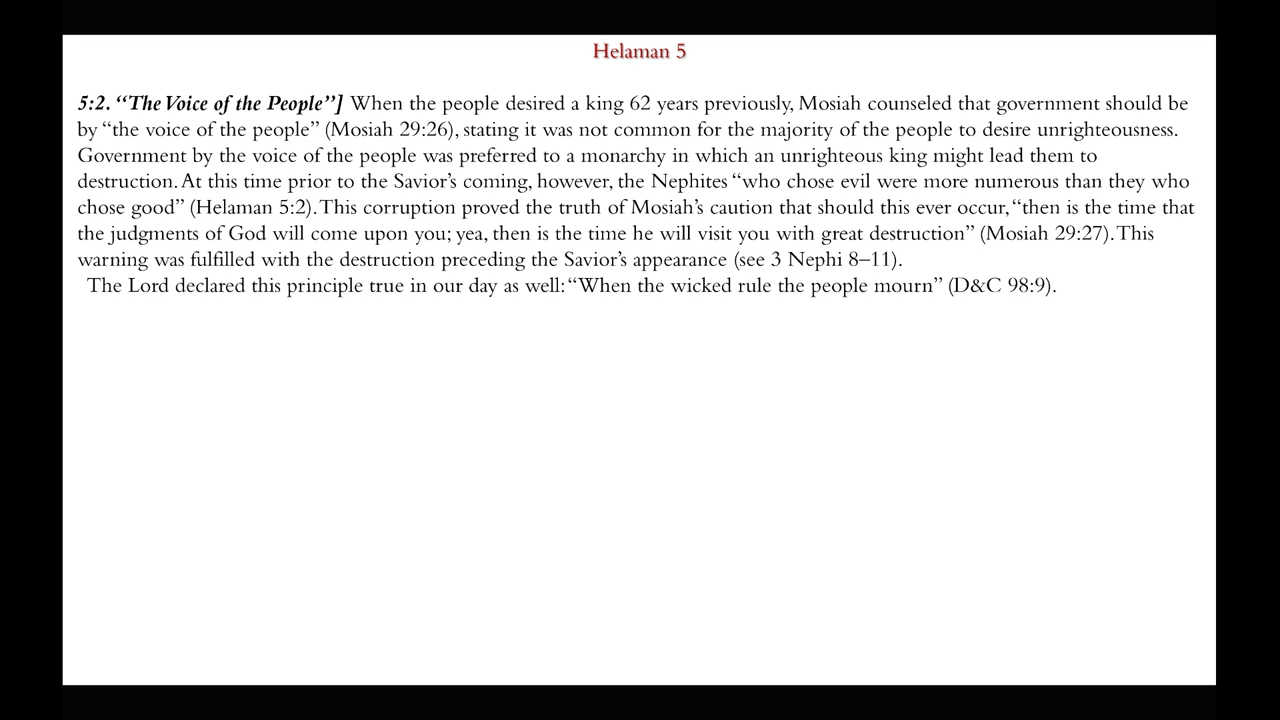 Helaman 5
5:2. “The Voice of the People”] When the people desired a king 62 years previously, Mosiah counseled that government should be
by “the voice of the people” (Mosiah 29:26), stating it was not common for the majority of the people to desire unrighteousness.
Government by the voice of the people was preferred to a monarchy in which an unrighteous king might lead them to
destruction. At this time prior to the Savior’s coming, however, the Nephites “who chose evil were more numerous than they who
chose good” (Helaman 5:2). This corruption proved the truth of Mosiah’s caution that should this ever occur, “then is the time that
the judgments of God will come upon you; yea, then is the time he will visit you with great destruction” (Mosiah 29:27). This
warning was fulfilled with the destruction preceding the Savior’s appearance (see 3 Nephi 8–11).
The Lord declared this principle true in our day as well: “When the wicked rule the people mourn” (D&C 98:9).